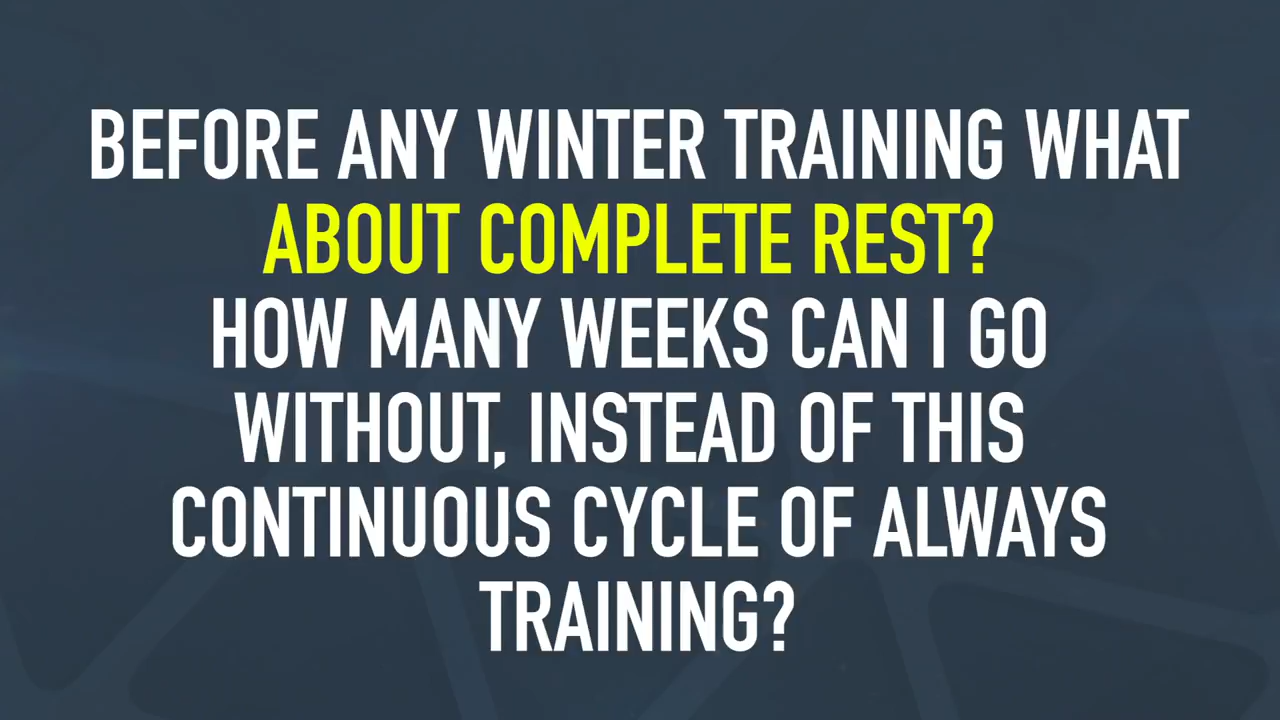 BEFORE ANY WINTER TRAINING WHAT
ABOUT COMPLETE REST?
HOW MANY WEEKS CAN I GO
WITHOUT, INSTEAD OF THIS
CONTINUOUS CYCLE OF ALWAYS
TRAINING?